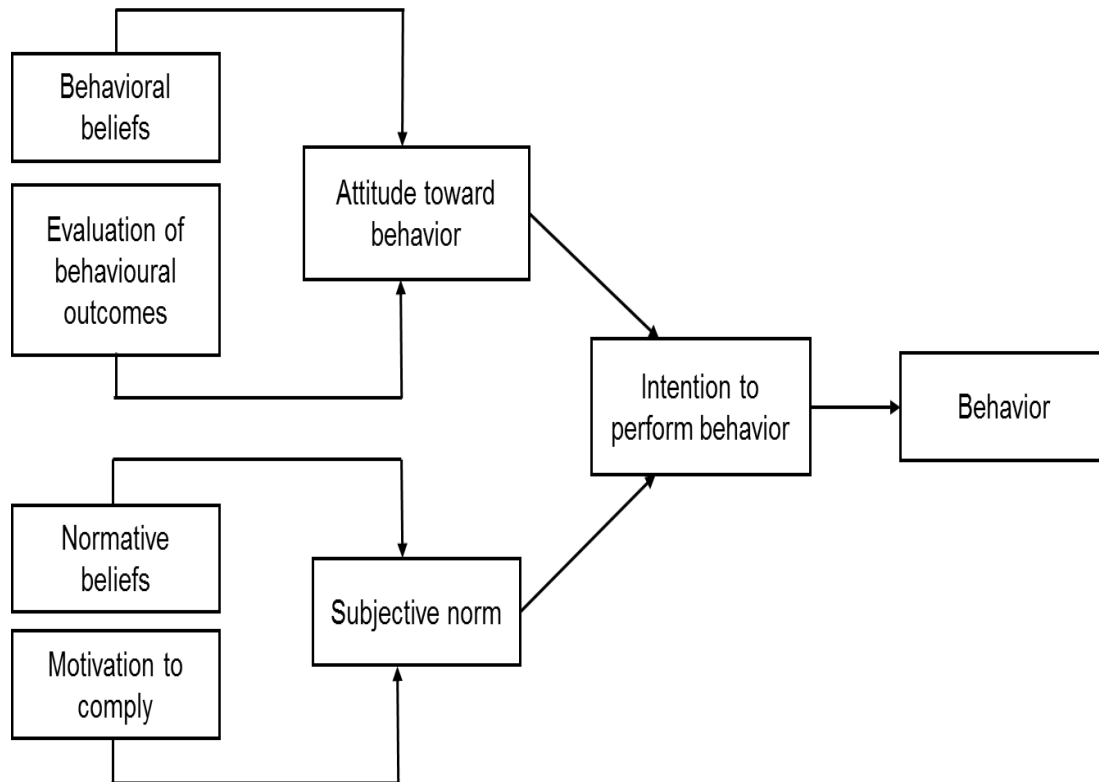 Behavioral
beliefs
Evaluation of
behavioural
outcomes
Attitude toward
behavior
Normative
beliefs
Motivation to
comply
Subjective norm
Intention to
perform behavior
Behavior